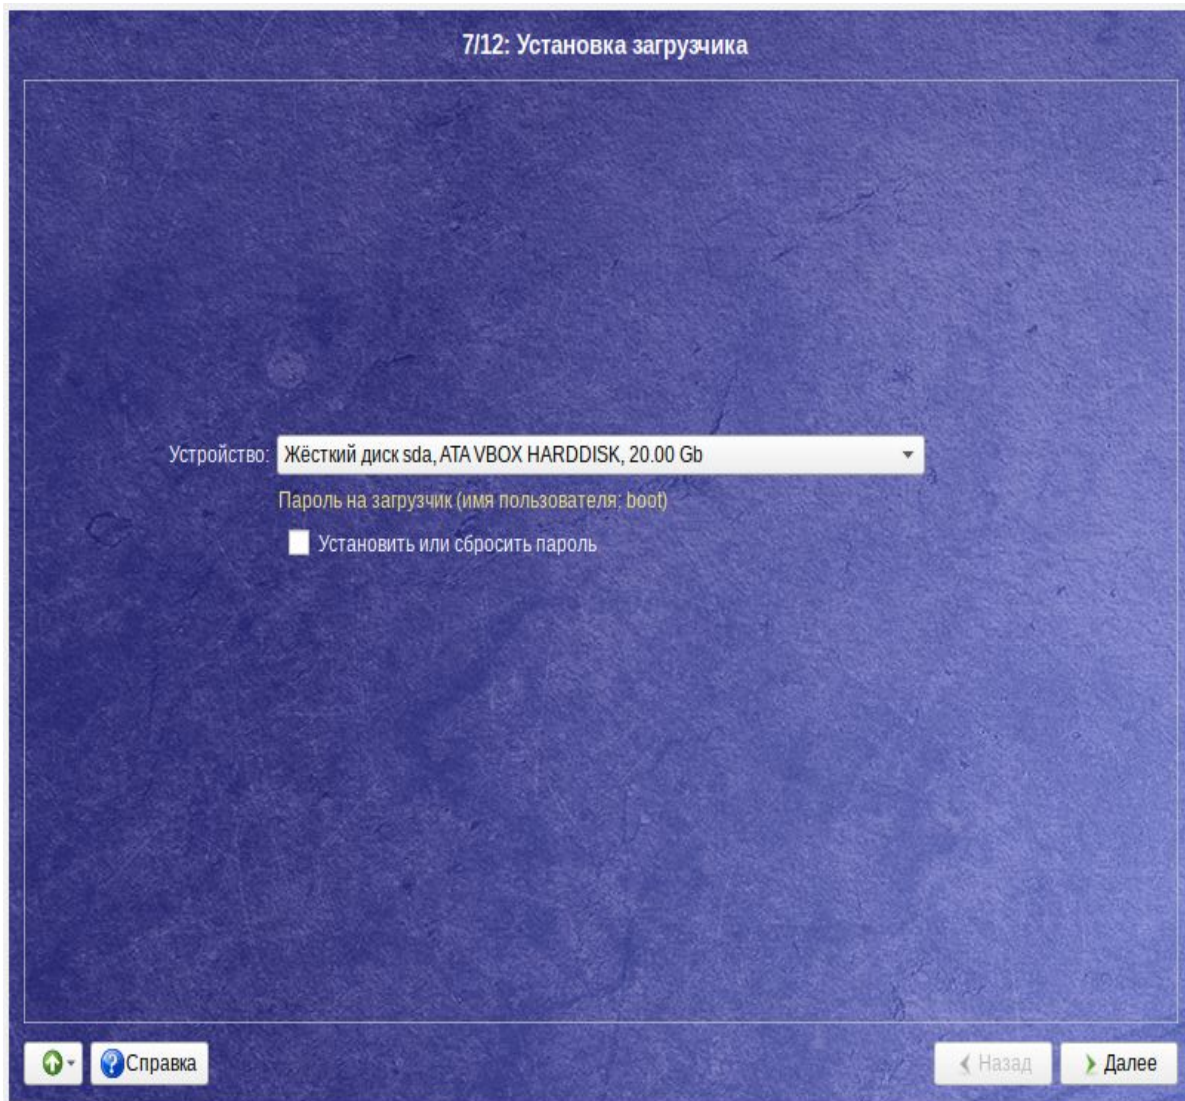 7/12: Установка загрузчика
Устройство: Жёсткий диск sda, ATA VBOX HARDDISK, 20.00 Gb
Пароль на загрузчик (имя пользователя: boot)
Установить или сбросить пароль
Справка Назад Далее